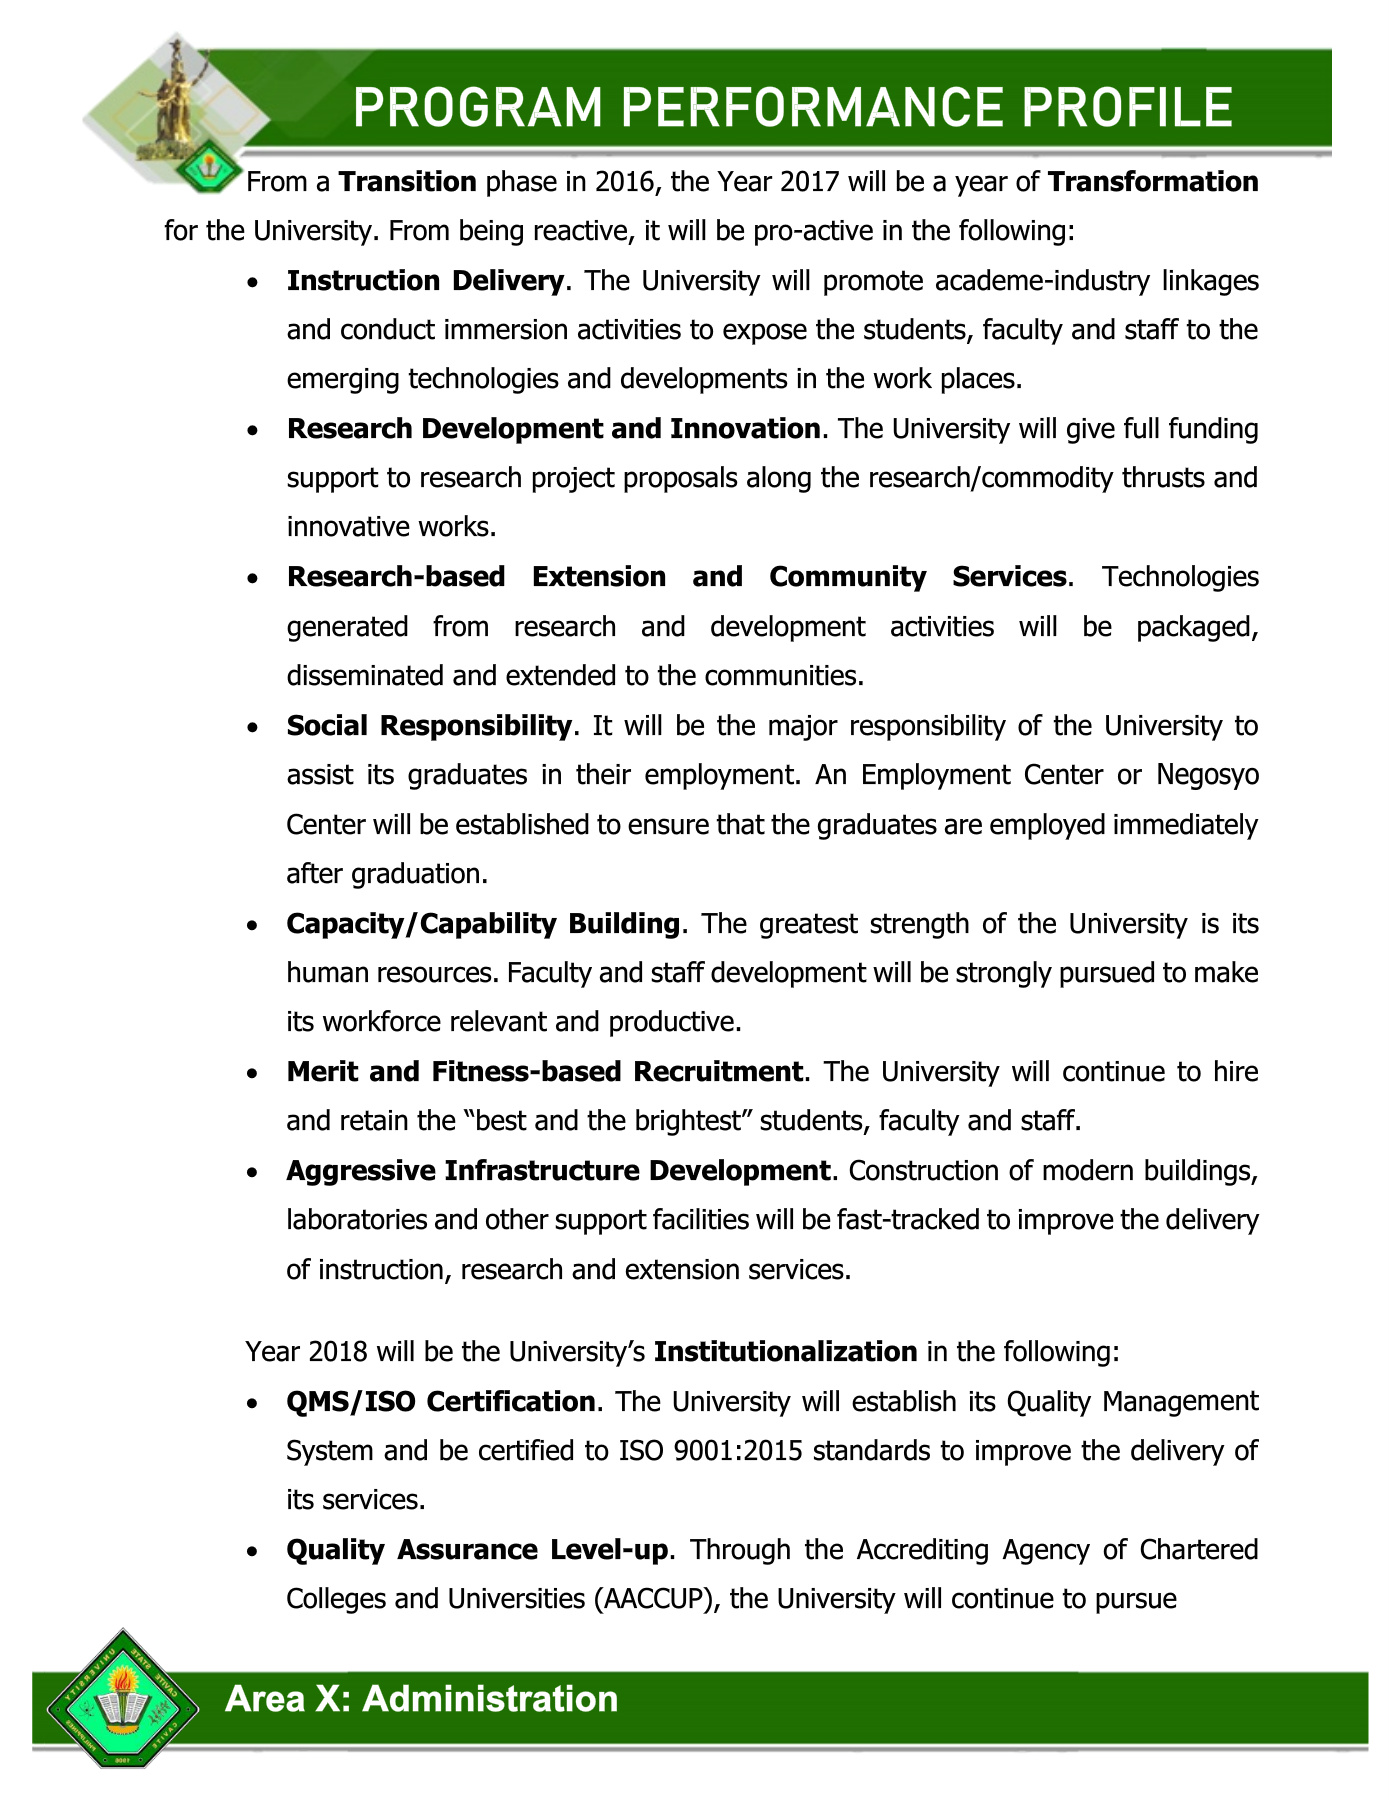 PROGRAM PERFORMANCE PROFILE
From a Transition phase in 2016, the Year 2017 will be a year of Transformation
for the University. From being reactive, it will be pro-active in the following:
• Instruction Delivery. The University will promote academe-industry linkages
and conduct immersion activities to expose the students, faculty and staff to the
emerging technologies and developments in the work places.
• Research Development and Innovation. The University will give full funding
support to research project proposals along the research/commodity thrusts and
innovative works.
• Research-based Extension and Community Services. Technologies
generated from research and development activities will be packaged,
disseminated and extended to the communities.
• Social Responsibility. It will be the major responsibility of the University to
assist its graduates in their employment. An Employment Center or Negosyo
Center will be established to ensure that the graduates are employed immediately
after graduation.
• Capacity/Capability Building. The greatest strength of the University is its
human resources. Faculty and staff development will be strongly pursued to make
its workforce relevant and productive.
• Merit and Fitness-based Recruitment. The University will continue to hire
and retain the “best and the brightest” students, faculty and staff.
• Aggressive Infrastructure Development. Construction of modern buildings,
laboratories and other support facilities will be fast-tracked to improve the delivery
of instruction, research and extension services.
Year 2018 will be the University’s Institutionalization in the following:
• QMS/ISO Certification. The University will establish its Quality Management
System and be certified to ISO 9001:2015 standards to improve the delivery of
its services.
• Quality Assurance Level-up. Through the Accrediting Agency of Chartered
Colleges and Universities (AACCUP), the University will continue to pursue
CAVITE STATE UNIVERSITY
CAVITE PHILIPPINES
1906
Area X: Administration